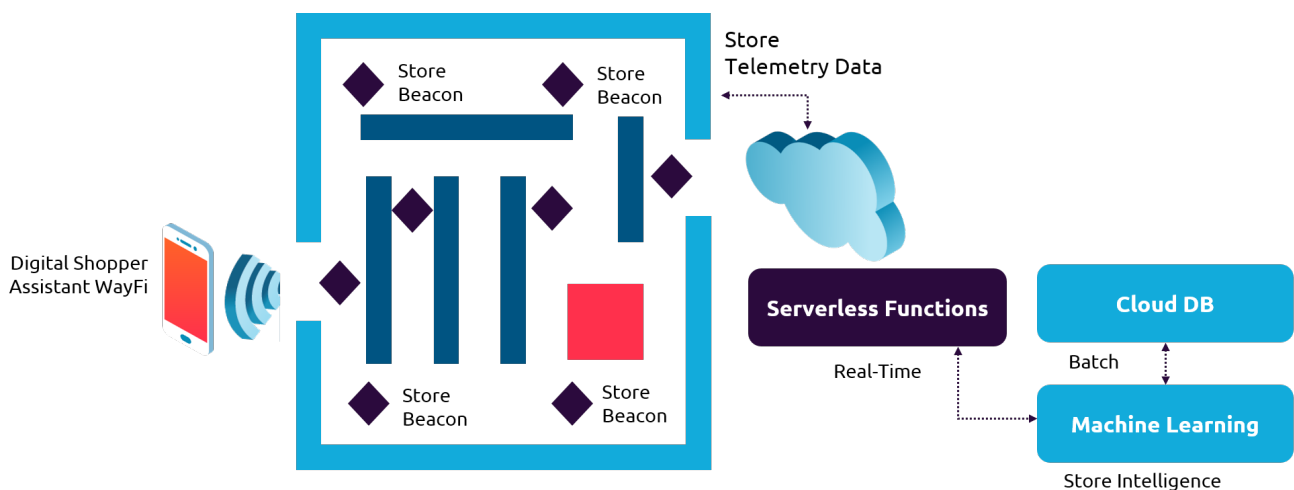 Store
Beacon
Store
Beacon
Store
Telemetry Data
Digital Shopper
Assistant WayFi
Serverless Functions
Cloud DB
Real-Time
Batch
Store
Beacon
Store
Beacon
Machine Learning
Store Intelligence